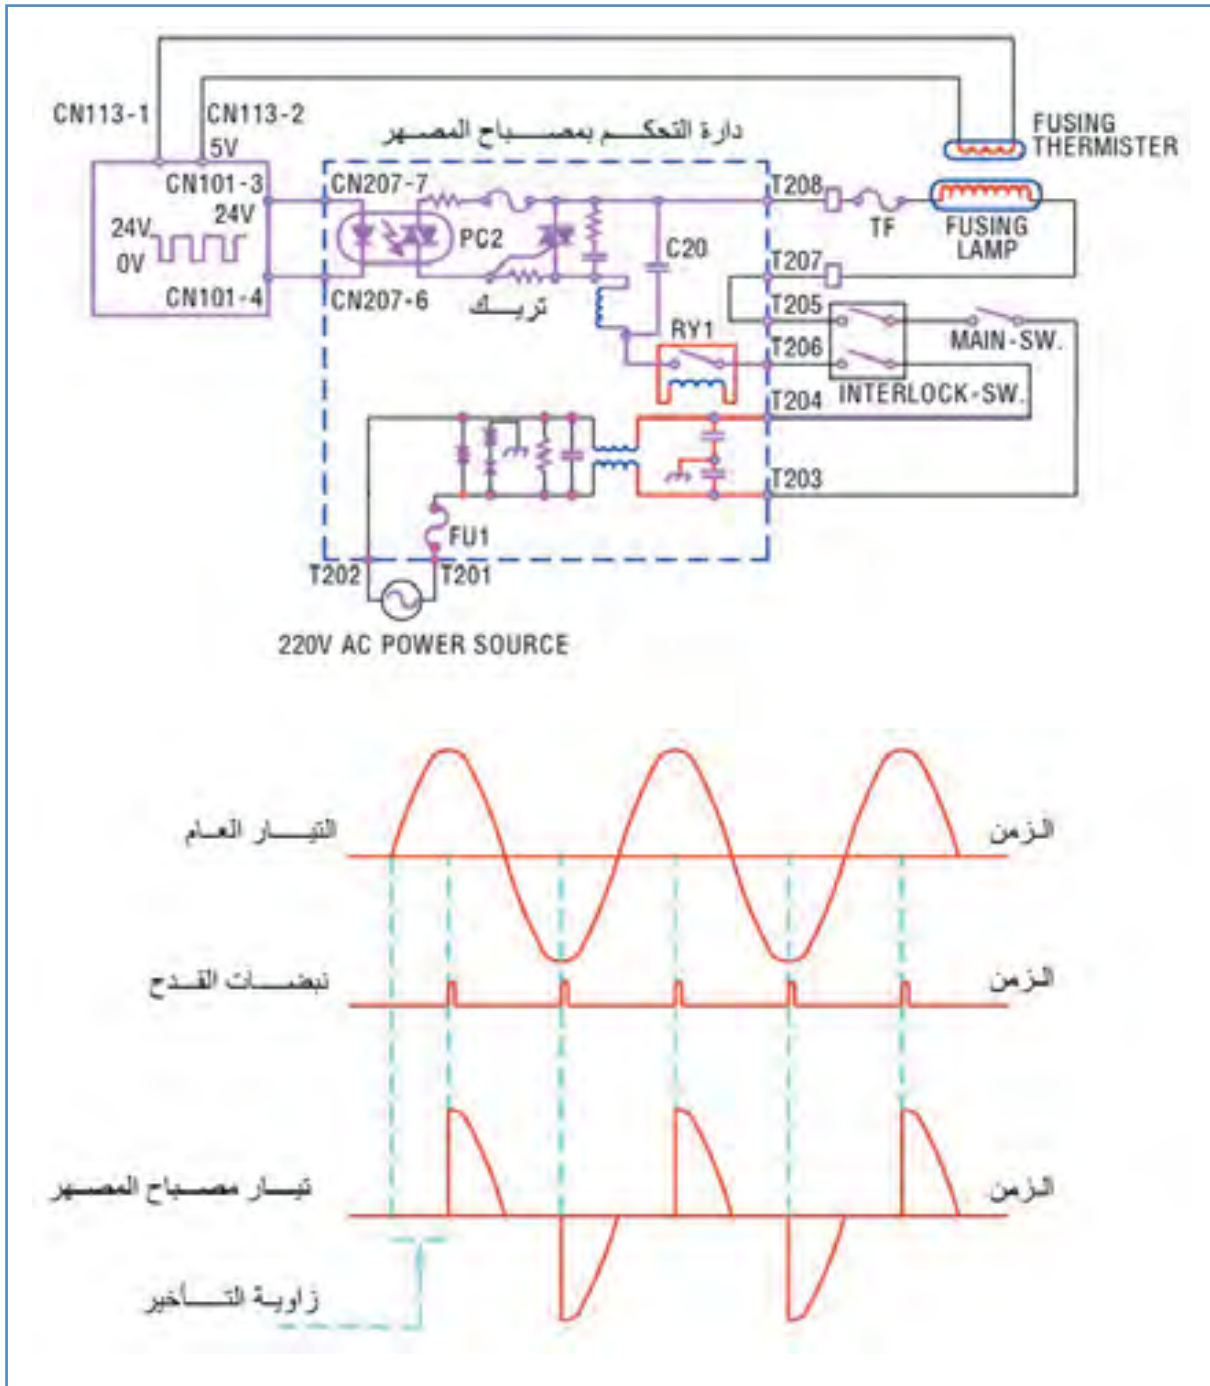 CN113-1
CN113-2
5V
دارة التحكم بمصباح المصهر
FUSING
THERMISTER
CN101-3
24V
24V
0V
CN101-4
CN207-7
PC2
CN207-6
تريك
C20
RY1
T208
TF
FUSING
LAMP
T207
T205
T206
MAIN-SW.
INTERLOCK-SW.
T204
T203
FU1
T202
T201
220V AC POWER SOURCE
التيار العام
الزمن
نبضات القدح
الزمن
تيار مصباح المصهر
الزمن
زاوية التأخير